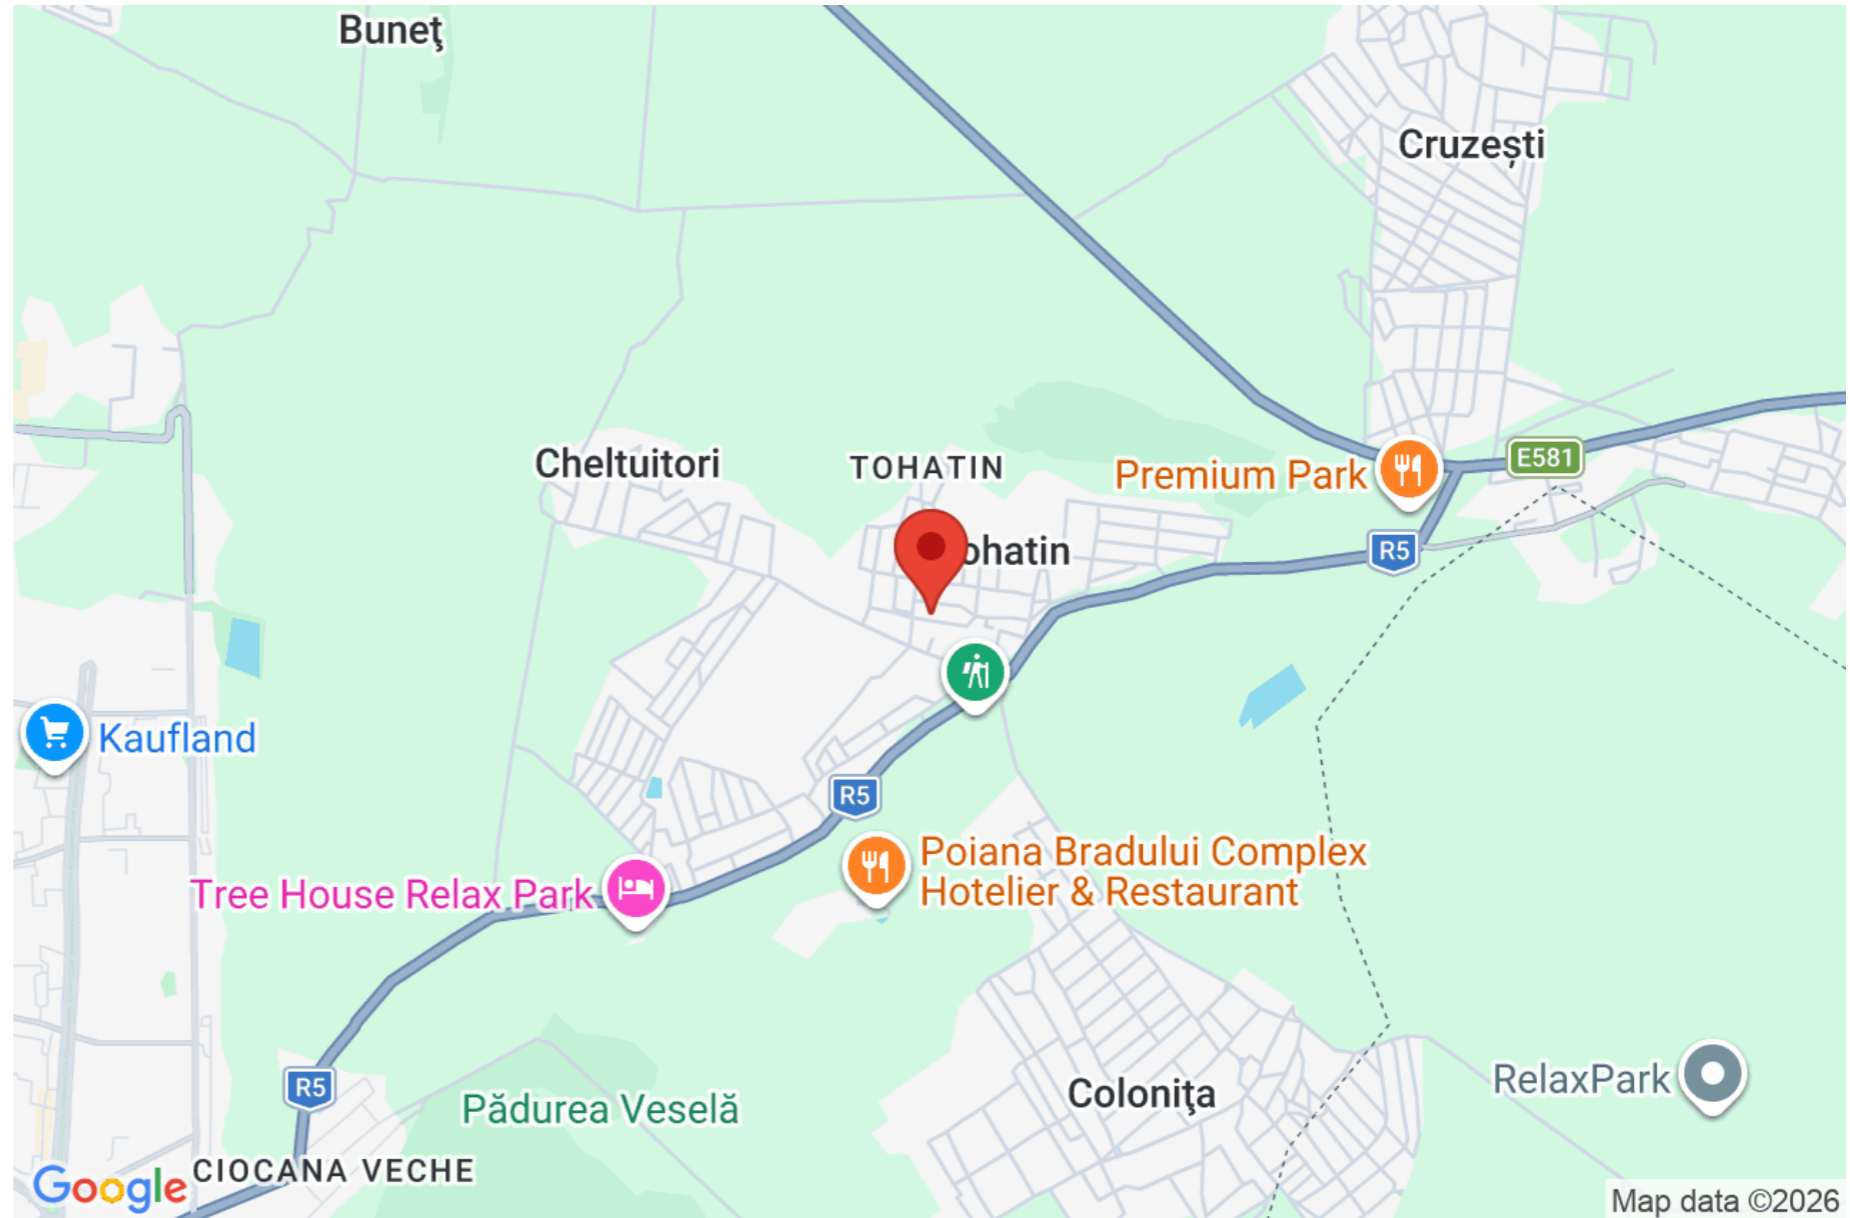 Buneţ
Cruzești
Cheltuitori
TOHATIN
Premium Park
E581
ohatin
R5
Kaufland
R5
Poiana Bradului Complex
Hotelier & Restaurant
Tree House Relax Park
R5
Pădurea Veselă
Coloniţa
RelaxPark
CIOCANA VECHE
Google
Map data ©2026